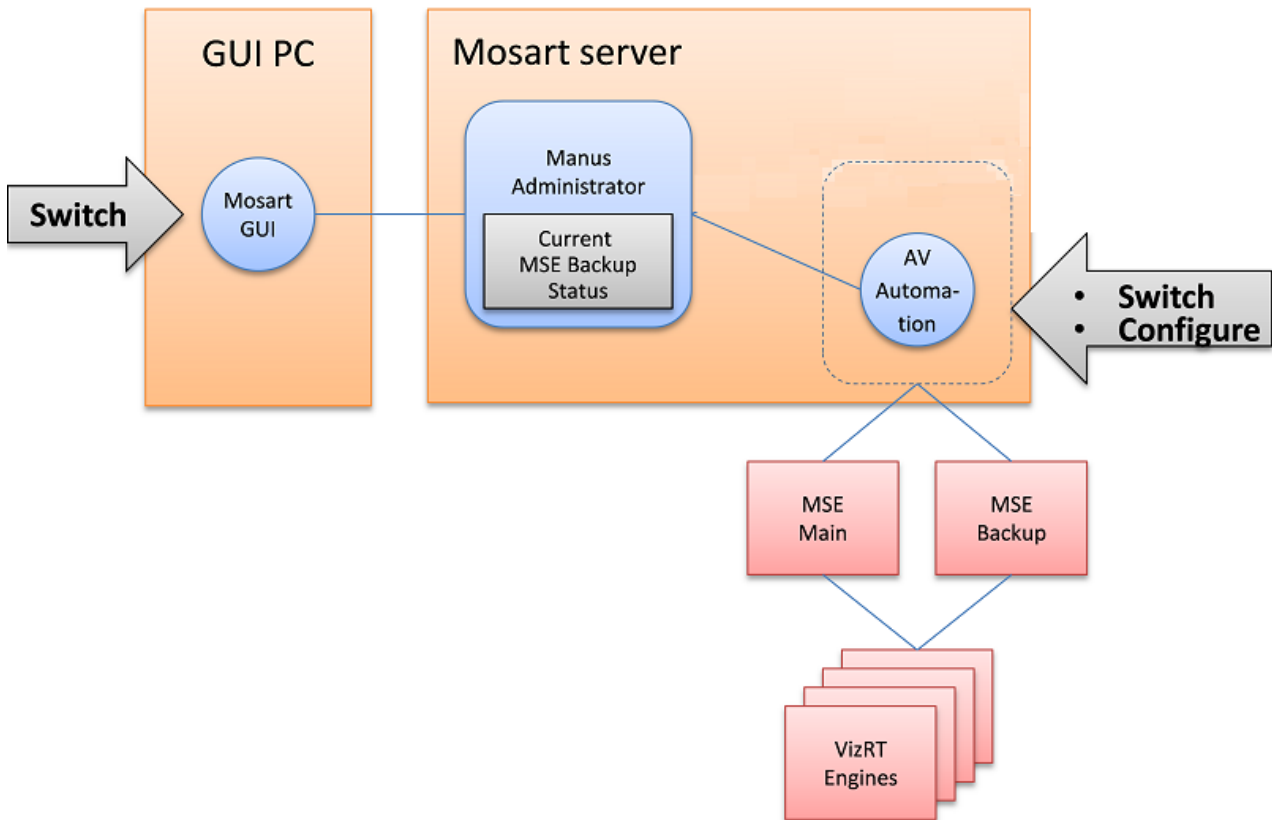 GUI PC
Mosart server
Switch
Mosart
GUI
Manus
Administrator
Current
MSE Backup
Status
AV
Automa-
tion
• Switch
• Configure
MSE
Main
MSE
Backup
VizRT
Engines